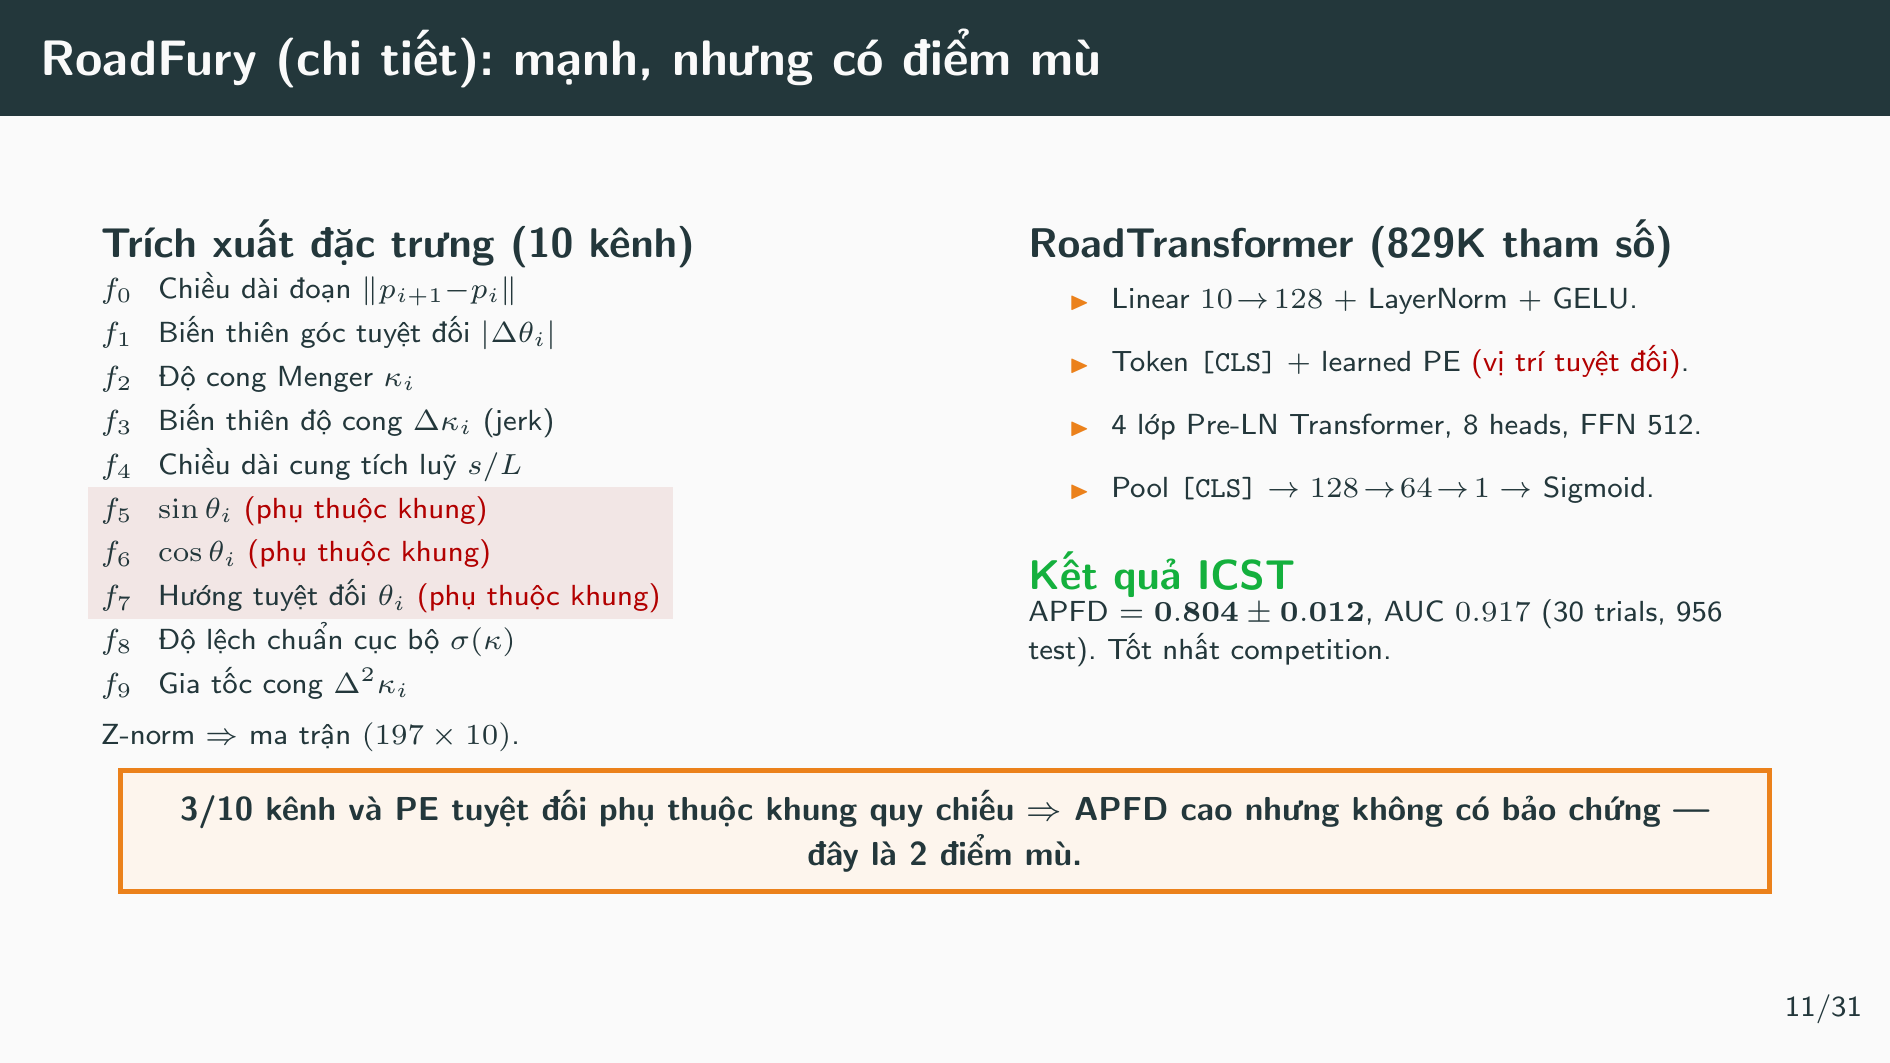 RoadFury (chi tiết): mạnh, nhưng có điểm mù
Trích xuất đặc trưng (10 kênh)
f₀ Chiều dài đoạn ‖pᵢ₊₁−pᵢ‖
f₁ Biến thiên góc tuyệt đối |Δθᵢ|
f₂ Độ cong Menger κᵢ
f₃ Biến thiên độ cong Δκᵢ (jerk)
f₄ Chiều dài cung tích luỹ s/L
f₅ sin θᵢ (phụ thuộc khung)
f₆ cos θᵢ (phụ thuộc khung)
f₇ Hướng tuyệt đối θᵢ (phụ thuộc khung)
f₈ Độ lệch chuẩn cục bộ σ(κ)
f₉ Gia tốc cong Δ²κᵢ
Z-norm ⇒ ma trận (197 × 10).
RoadTransformer (829K tham số)
▶ Linear 10→128 + LayerNorm + GELU.
▶ Token [CLS] + learned PE (vị trí tuyệt đối).
▶ 4 lớp Pre-LN Transformer, 8 heads, FFN 512.
▶ Pool [CLS] → 128→64→1 → Sigmoid.
Kết quả ICST
APFD = 0.804 ± 0.012, AUC 0.917 (30 trials, 956
test). Tốt nhất competition.
3/10 kênh và PE tuyệt đối phụ thuộc khung quy chiếu ⇒ APFD cao nhưng không có bảo chứng —
đây là 2 điểm mù.
11/31